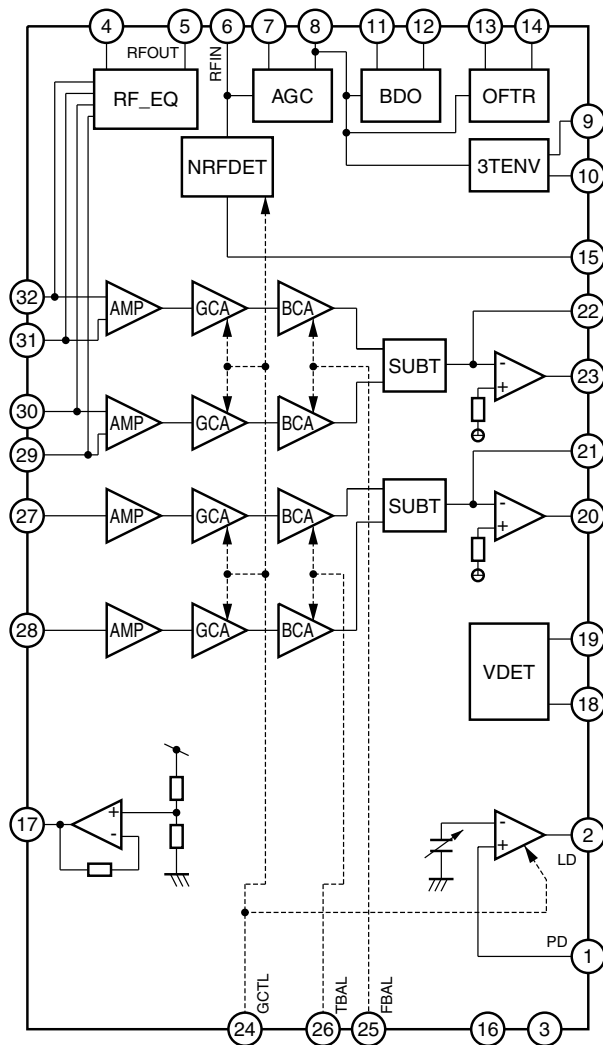 4 5 6 7 8 11 12 13 14
RFOUT
RFIN
RF_EQ AGC BDO OFTR
9
NRFDET 3TENV
10
15
32 AMP GCA BCA 22
31 SUBT - 23
+
30 AMP GCA BCA
29 21
27 AMP GCA BCA SUBT - 20
+
28 AMP GCA BCA 19
VDET
18
17 + - 2
- + LD
PD
1
GCTL TBAL FBAL
24 26 25 16 3